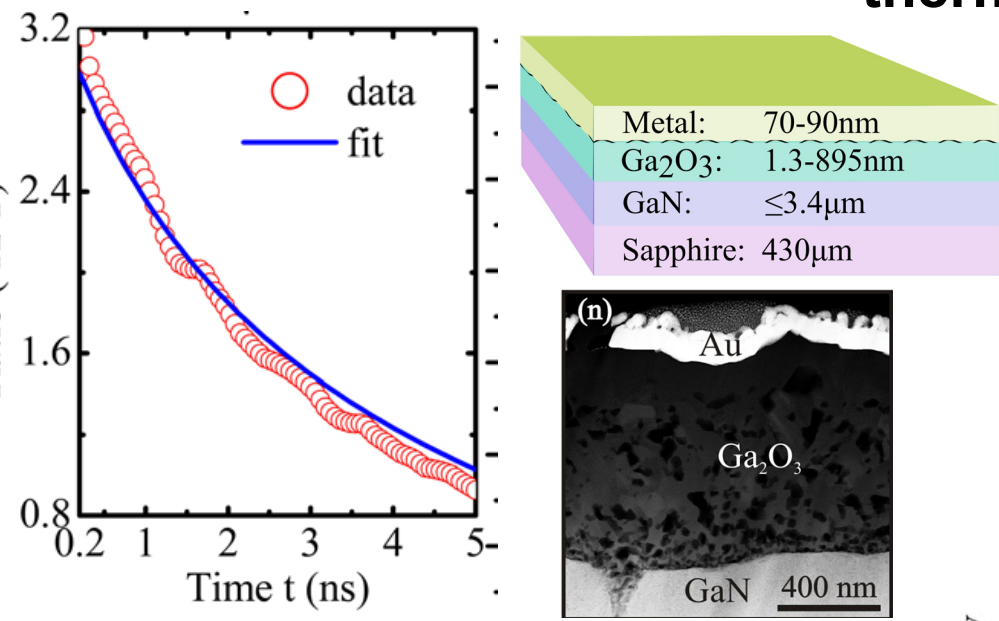 3.2
2.4
1.6
0.8
0.2 1 2 3 4 5
Time t (ns)
data
fit
Metal: 70-90nm
Ga2O3: 1.3-895nm
GaN: ≤3.4μm
Sapphire: 430μm
(n)
Au
Ga₂O₃
GaN 400 nm